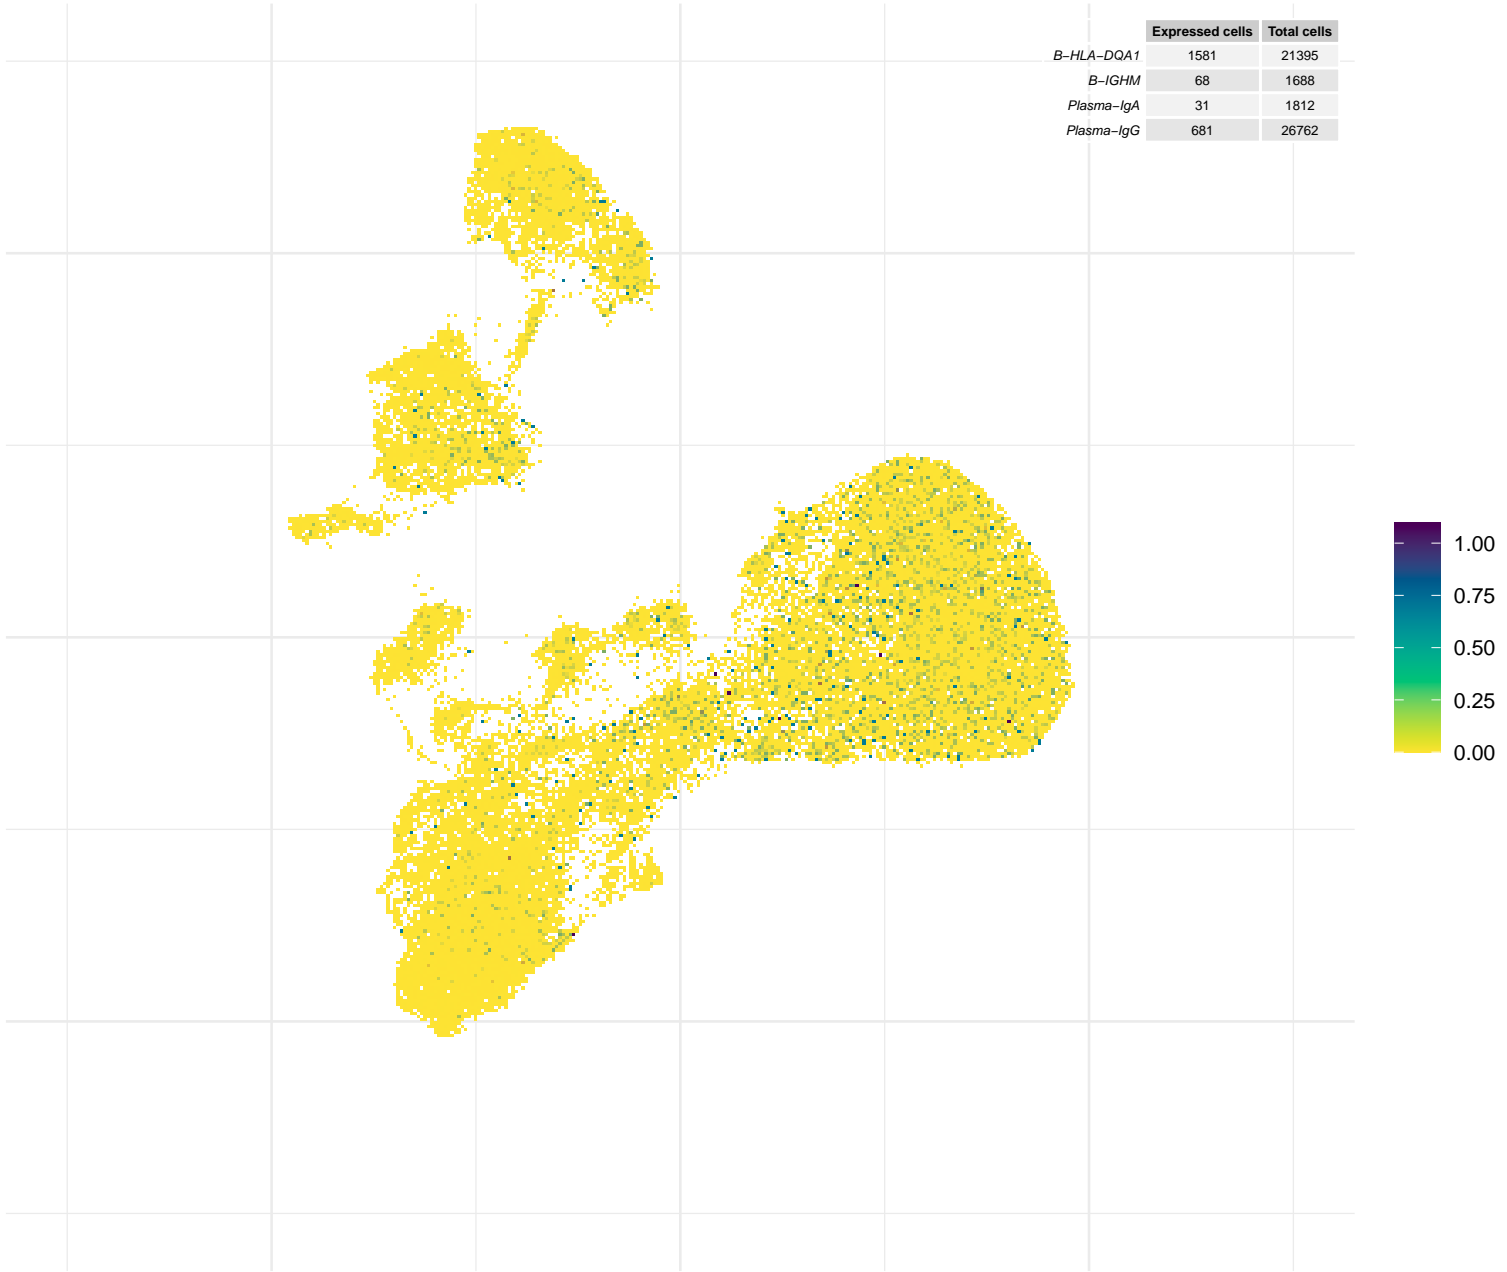 Expressed cells Total cells
B−HLA−DQA1 1581 21395
B−IGHM 68 1688
Plasma−IgA 31 1812
Plasma−IgG 681 26762
1.00
0.75
0.50
0.25
0.00